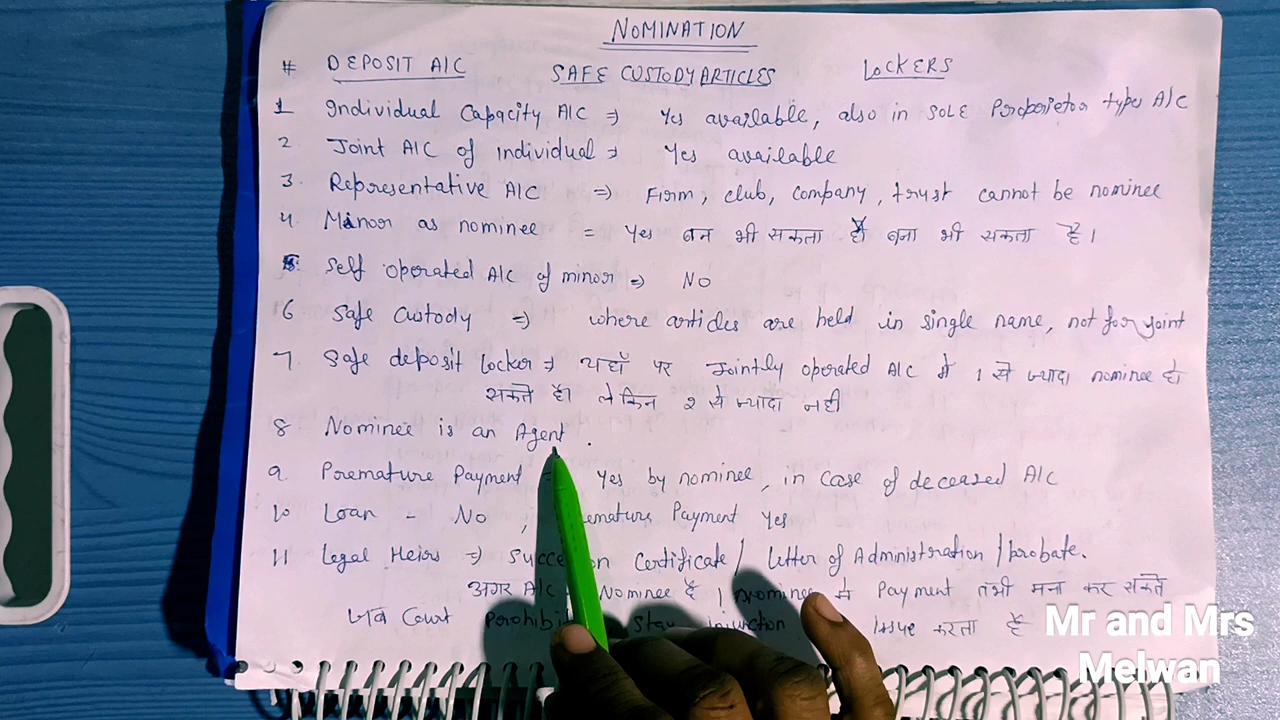 NOMINATION
# DEPOSIT A/C SAFE CUSTODY ARTICLES LOCKERS
1 Individual Capacity A/C ⇒ Yes available, also in SOLE Proprietor type A/C
2. Joint A/C of individual ⇒ Yes available
3. Representative A/C ⇒ Firm, club, company, trust cannot be nominee
4 Minor as nominee = Yes बन भी सकता है बना भी सकता है।
5. Self operated A/C of minor ⇒ NO
6 Safe Custody ⇒ where articles are held in single name, not for joint
7. Safe deposit locker ⇒ यहाँ पर Jointly operated A/C में 1 से ज्यादा nominee हो
सकते हैं। लेकिन 2 से ज्यादा नही
8 Nominee is an Agent.
9. Premature Payment Yes by nominee, in case of deceased A/C
10 Loan - No, Payment Yes
11 Legal Heirs ⇒ Certificate / Letter of Administration / Probate.
अगर A/C Nominee है। Nominee में Payment तभी मना कर सकते
जब Court Stay injunction Issue करता है
Mr and Mrs
Melwan